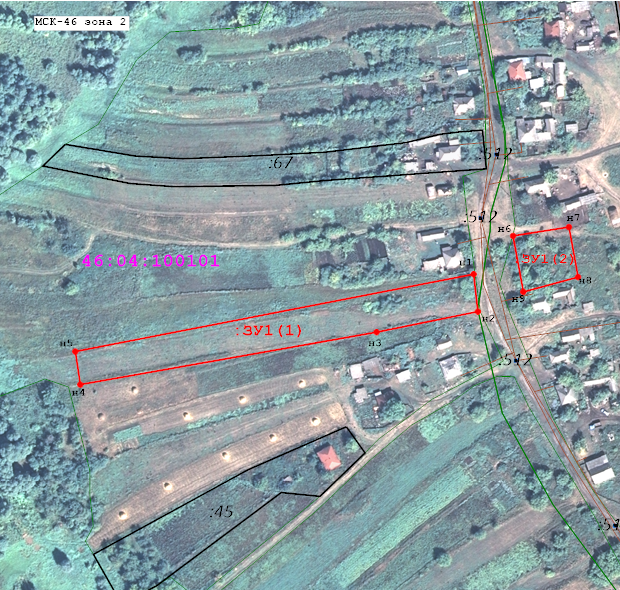 МСК-46 зона 2
:67
:512
:512
н7
н6
46:04:100101
:ЗУ1(2)
н1
н8
н9
н2
:ЗУ1(1)
н3
н5
:512
н4
:45
:51